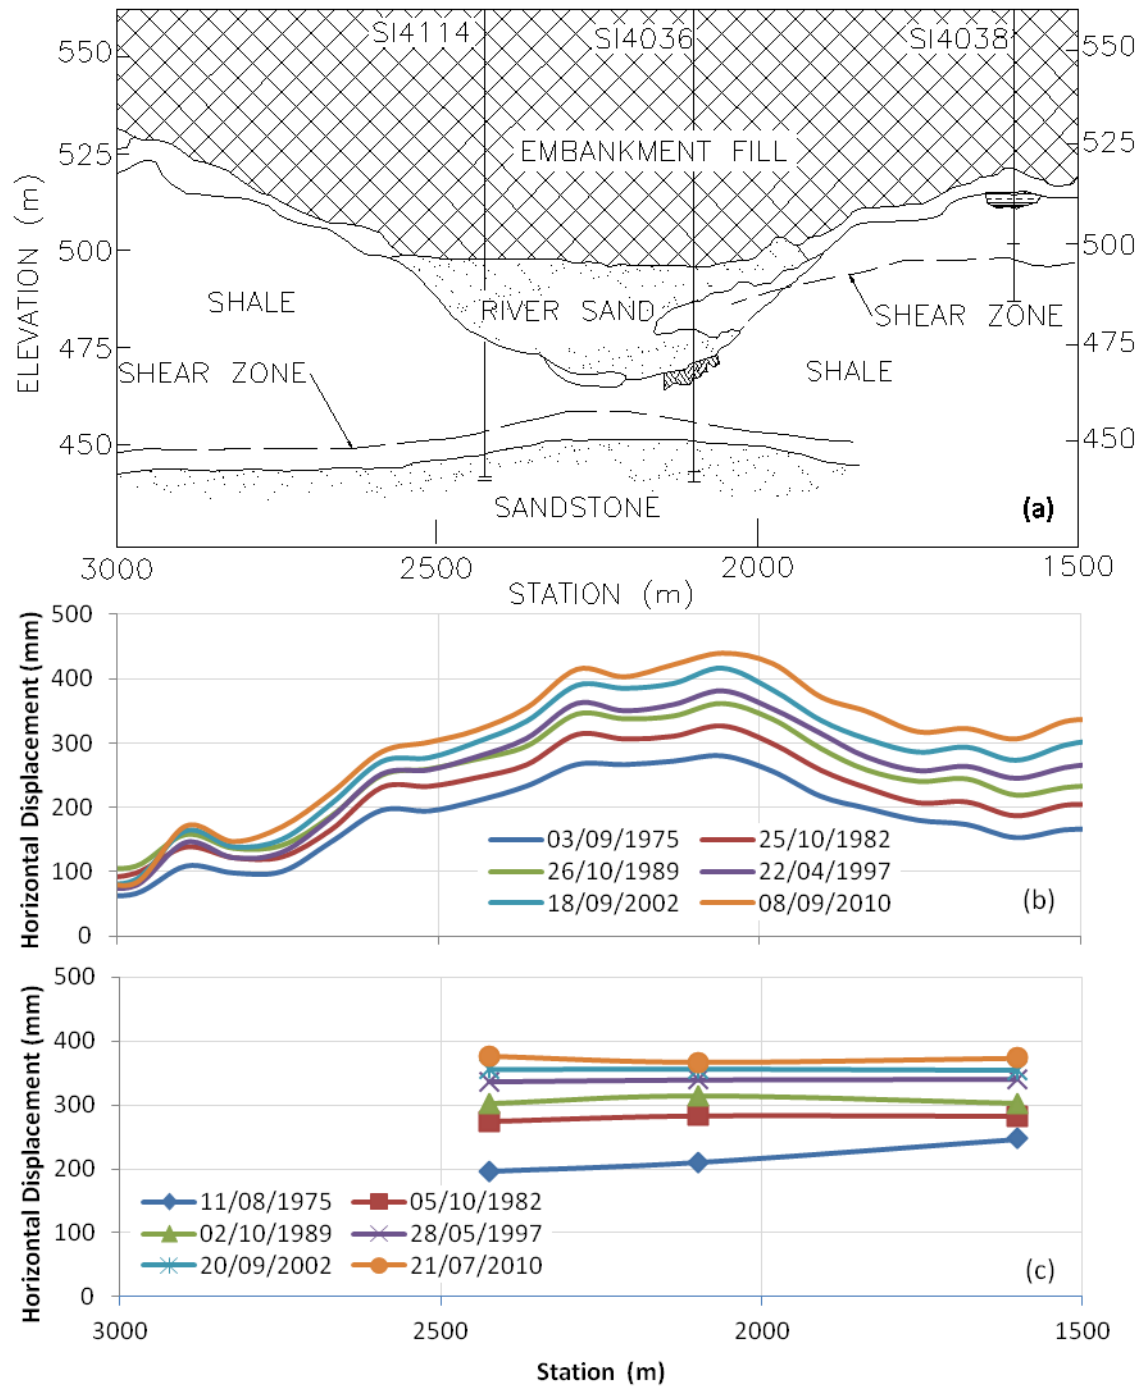 SI4114 SI4036 SI4038
550 550
525 EMBANKMENT FILL 525
ELEVATION (m)
500 500
SHALE RIVER SAND SHEAR ZONE
475 475
SHEAR ZONE SHALE
450 450
SANDSTONE (a)
3000 2500 2000 1500
STATION (m)
Horizontal Displacement (mm)
500
400
300
200
100
0
03/09/1975 25/10/1982
26/10/1989 22/04/1997
18/09/2002 08/09/2010
(b)
Horizontal Displacement (mm)
500
400
300
200
100
0
11/08/1975 05/10/1982
02/10/1989 28/05/1997
20/09/2002 21/07/2010
(c)
3000 2500 2000 1500
Station (m)